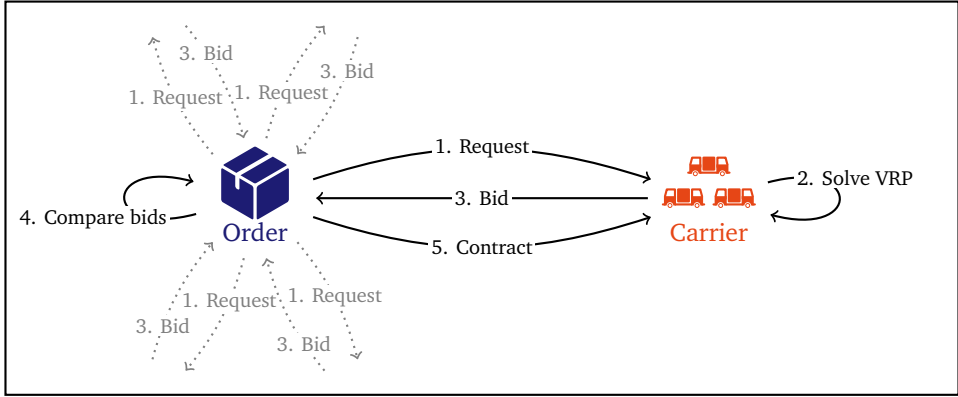 3. Bid
3. Bid
1. Request
1. Request
1. Request
2. Solve VRP
3. Bid
4. Compare bids
Order
Carrier
5. Contract
1. Request
1. Request
3. Bid
3. Bid